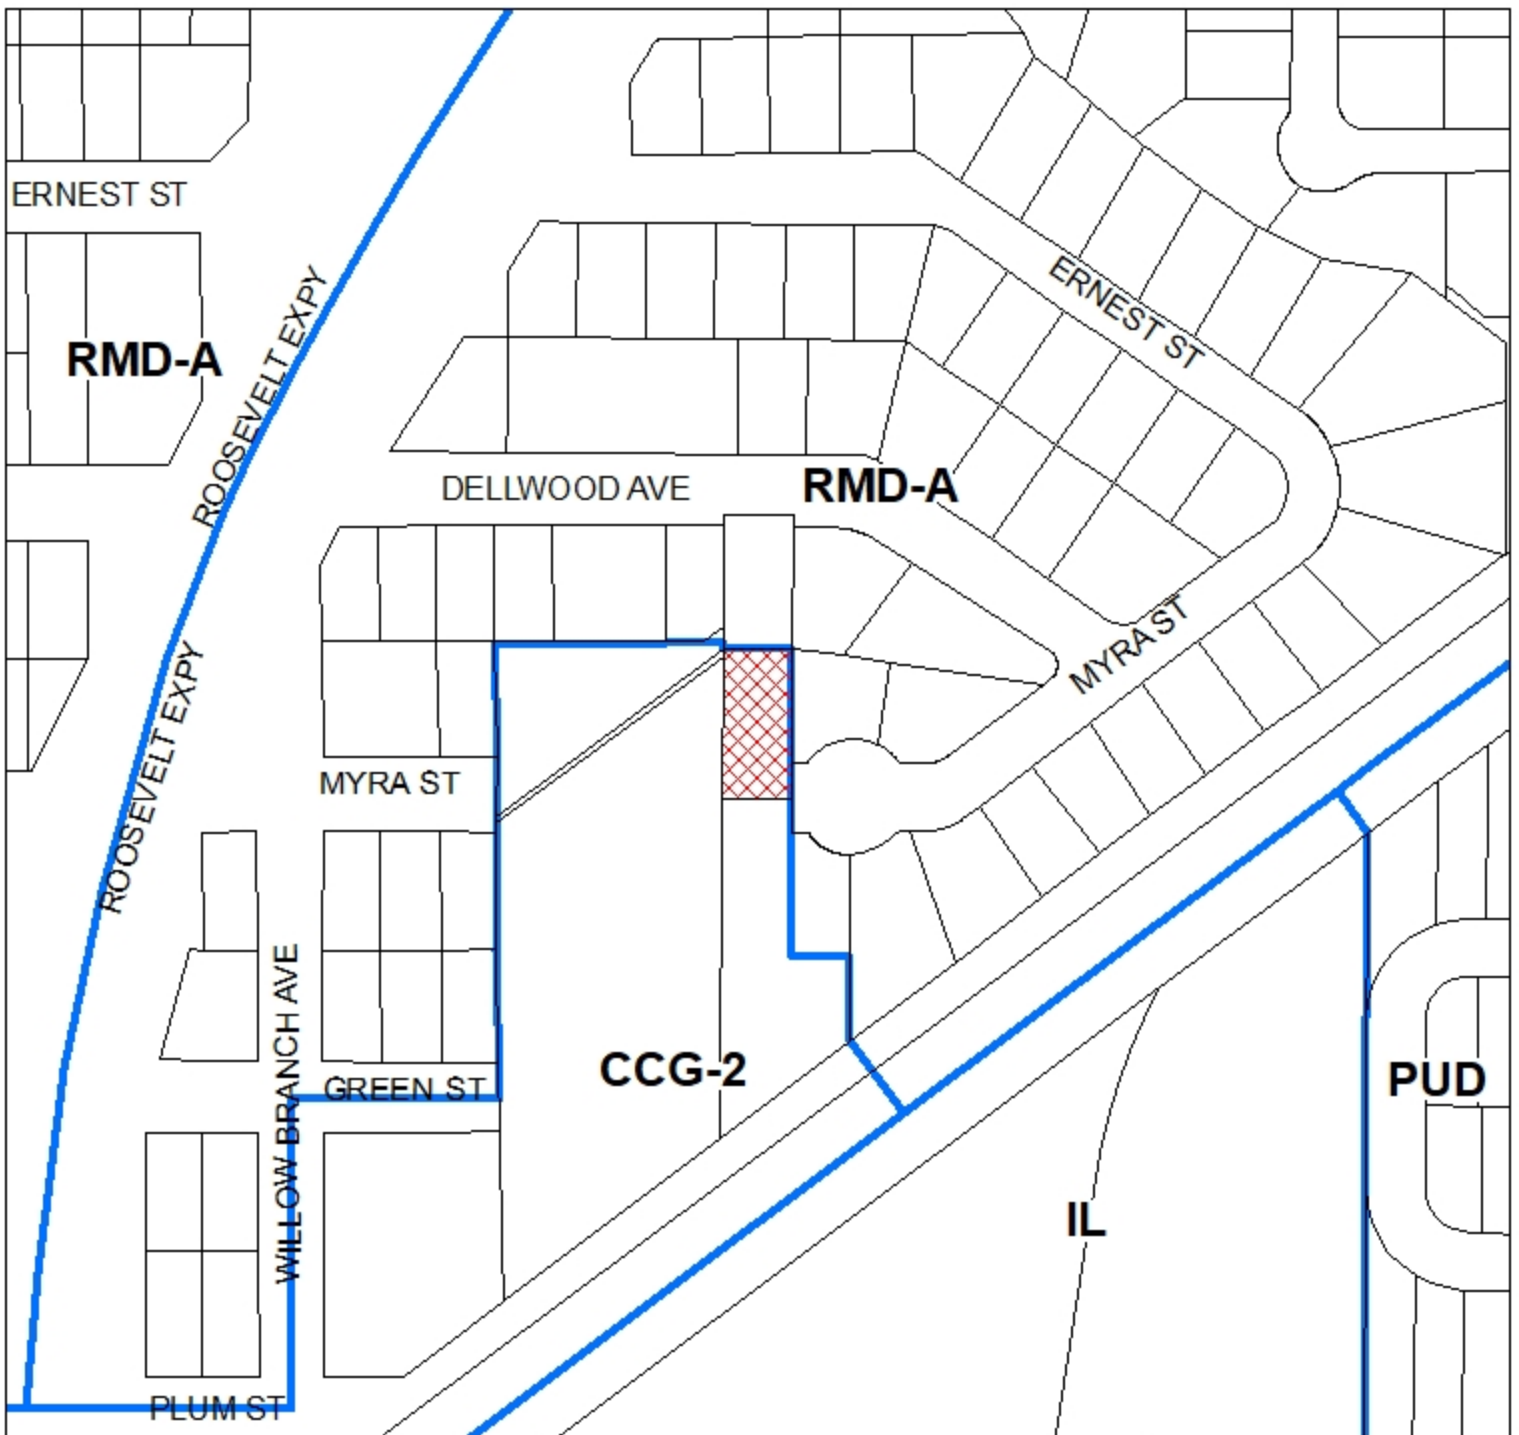 ERNEST ST
ERNEST ST
ROOSEVELT EXPY
RMD-A
DELLWOOD AVE
RMD-A
MYRA ST
ROOSEVELT EXPY
MYRA ST
WILLOW BRANCH AVE
CCG-2
GREEN ST
PUD
IL
PLUM ST